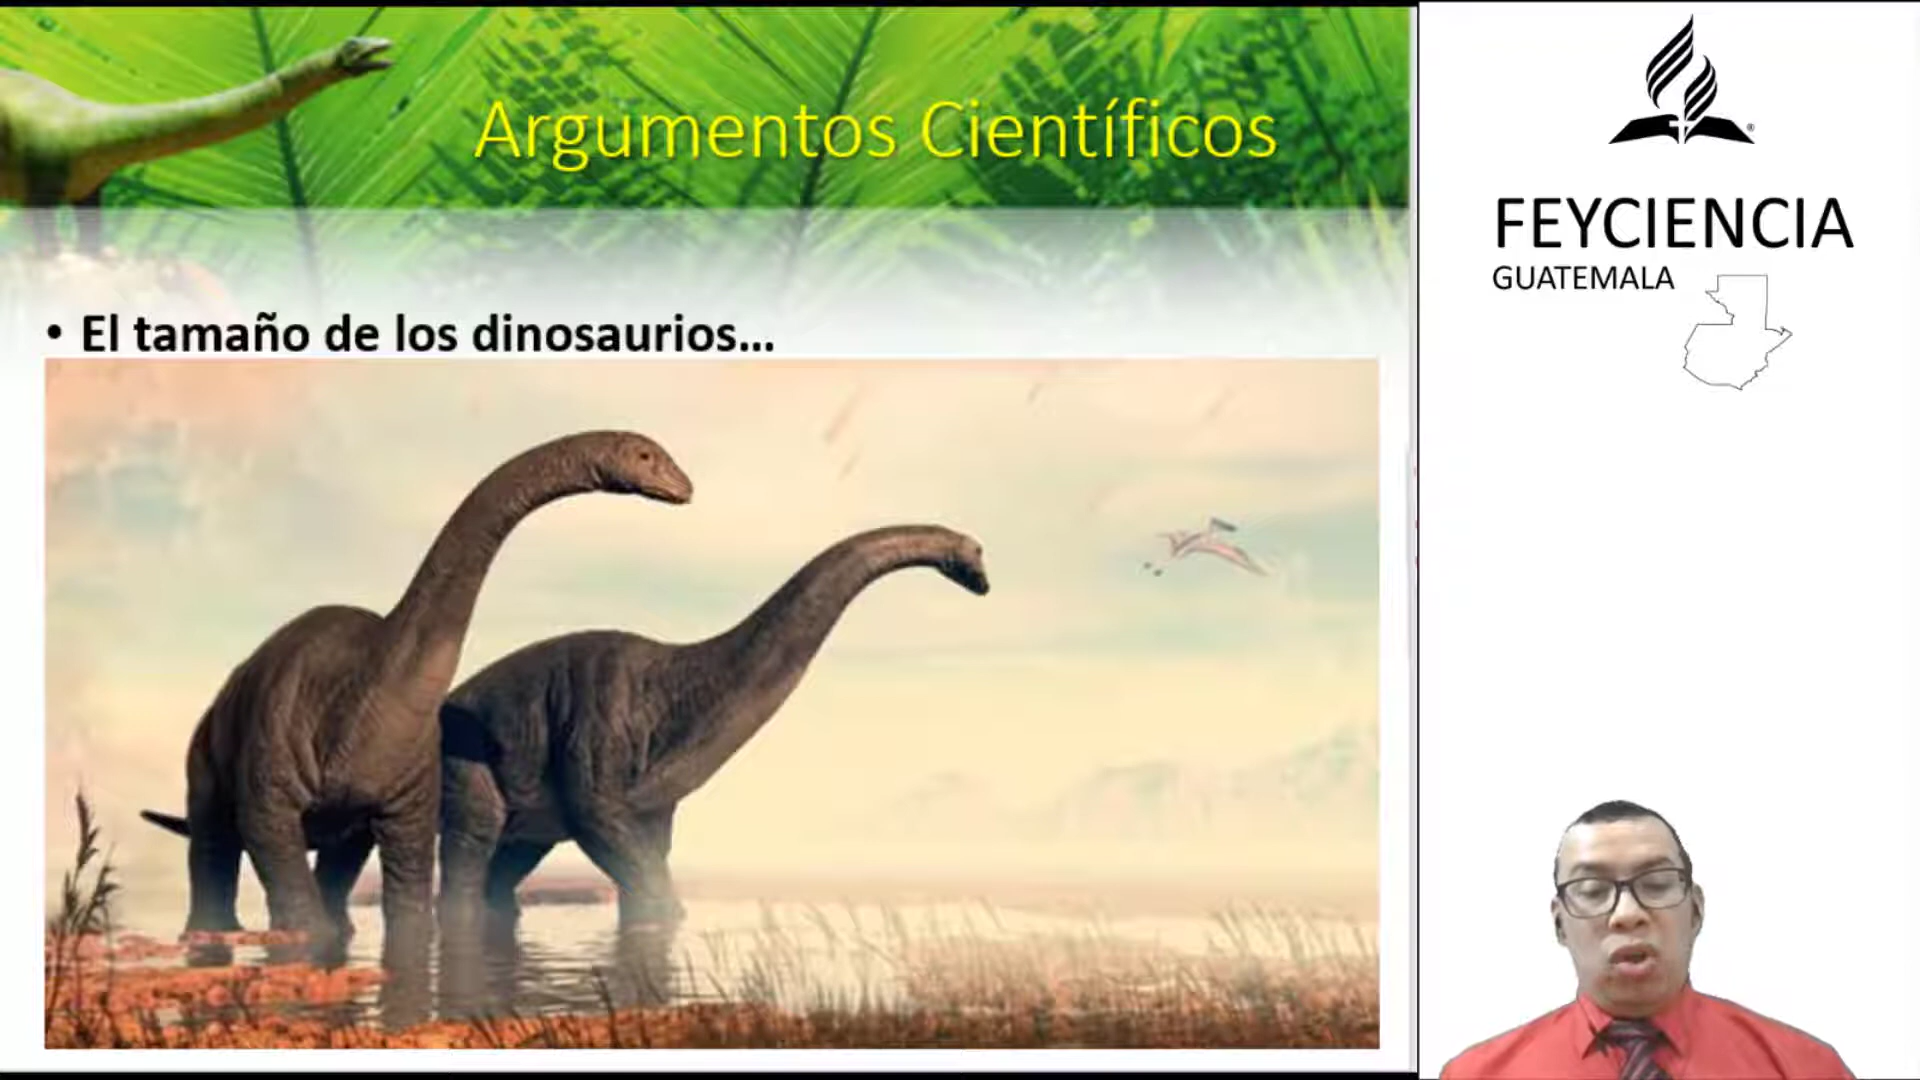 Argumentos Científicos
• El tamaño de los dinosaurios...
FEYCIENCIA
GUATEMALA
®